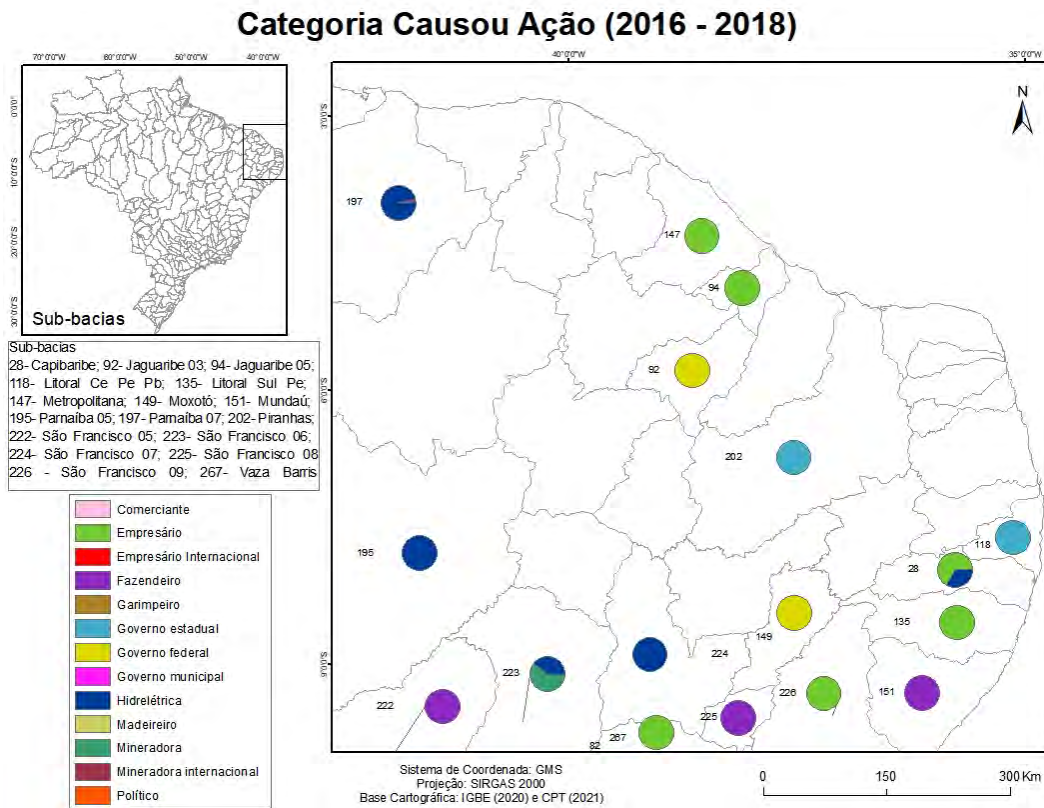 Categoria Causou Ação (2016 - 2018)
70°0'0"W 60°0'0"W 50°0'0"W 40°0'0"W
0°0'0"
10°0'0"S
20°0'0"S
30°0'0"S
Sub-bacias
40°0'0"W 35°0'0"W
3°0'0"S
6°0'0"S
9°0'0"S
N
197
147
94
92
202
195
118
28
135
149
224
223
222
226
151
225
267
82
Sub-bacias
28- Capibaribe; 92- Jaguaribe 03; 94- Jaguaribe 05;
118- Litoral Ce Pe Pb; 135- Litoral Sul Pe;
147- Metropolitana; 149- Moxotó; 151- Mundaú;
195- Parnaíba 05; 197- Parnaíba 07; 202- Piranhas;
222- São Francisco 05; 223- São Francisco 06;
224- São Francisco 07; 225- São Francisco 08
226 - São Francisco 09; 267- Vaza Barris
Comerciante
Empresário
Empresário Internacional
Fazendeiro
Garimpeiro
Governo estadual
Governo federal
Governo municipal
Hidrelétrica
Madeireiro
Mineradora
Mineradora internacional
Político
Sistema de Coordenada: GMS
Projeção: SIRGAS 2000
Base Cartográfica: IGBE (2020) e CPT (2021)
0 150 300 Km